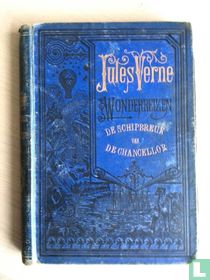 Jules Verne
Wonderreizen
De Schipbreuk
van
De Chancellor